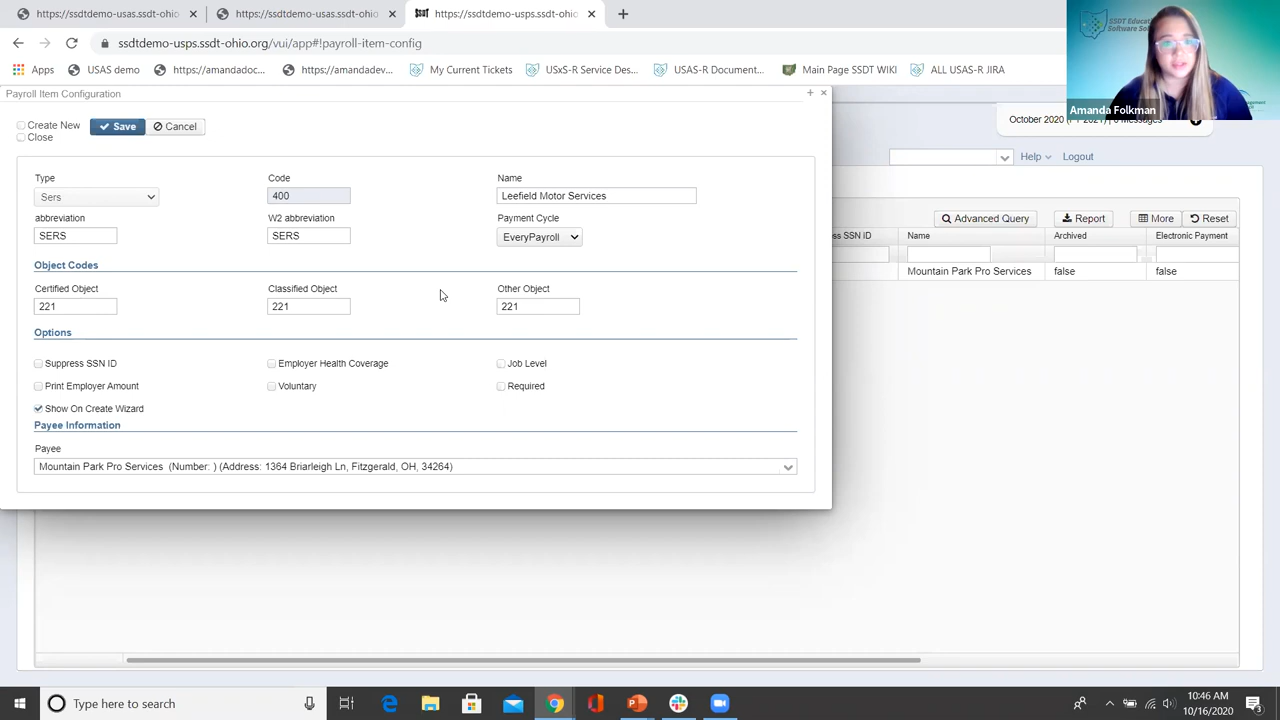 https://ssdtdemo-usas.ssdt-ohio
https://ssdtdemo-usas.ssdt-ohio
https://ssdtdemo-usps.ssdt-ohio
ssdtdemo-usps.ssdt-ohio.org/vui/app#!payroll-item-config
Apps
USAS demo
https://amandadoc...
https://amandadev...
My Current Tickets
USxS-R Service Des...
USAS-R Document...
Main Page SSDT WIKI
ALL USAS-R JIRA
Amanda Folkman
Payroll Item Configuration
October 2020
Create New
Close
Save
Cancel
Help
Logout
Type
Code
Name
Sers
400
Leefield Motor Services
abbreviation
W2 abbreviation
Payment Cycle
SERS
SERS
EveryPayroll
Advanced Query
Report
More
Reset
SSN ID
Name
Archived
Electronic Payment
Mountain Park Pro Services
false
false
Object Codes
Certified Object
Classified Object
Other Object
221
221
221
Options
Suppress SSN ID
Employer Health Coverage
Job Level
Print Employer Amount
Voluntary
Required
Show On Create Wizard
Payee Information
Payee
Mountain Park Pro Services (Number: ) (Address: 1364 Briarleigh Ln, Fitzgerald, OH, 34264)
Type here to search
10:46 AM
10/16/2020